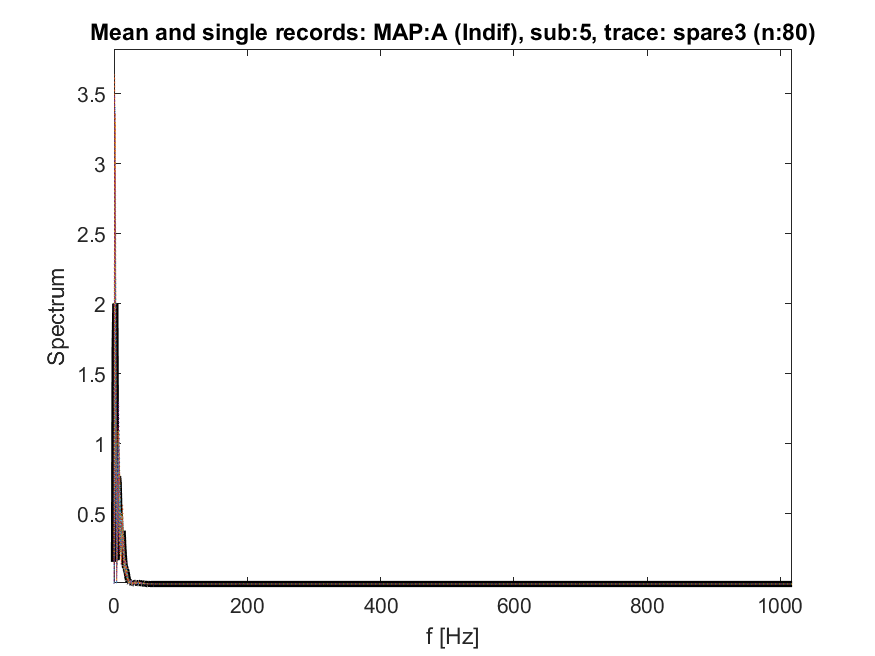 Mean and single records: MAP:A (Indif), sub:5, trace: spare3 (n:80)
3.5
3
2.5
2
1.5
1
0.5
Spectrum
0 200 400 600 800 1000
f [Hz]